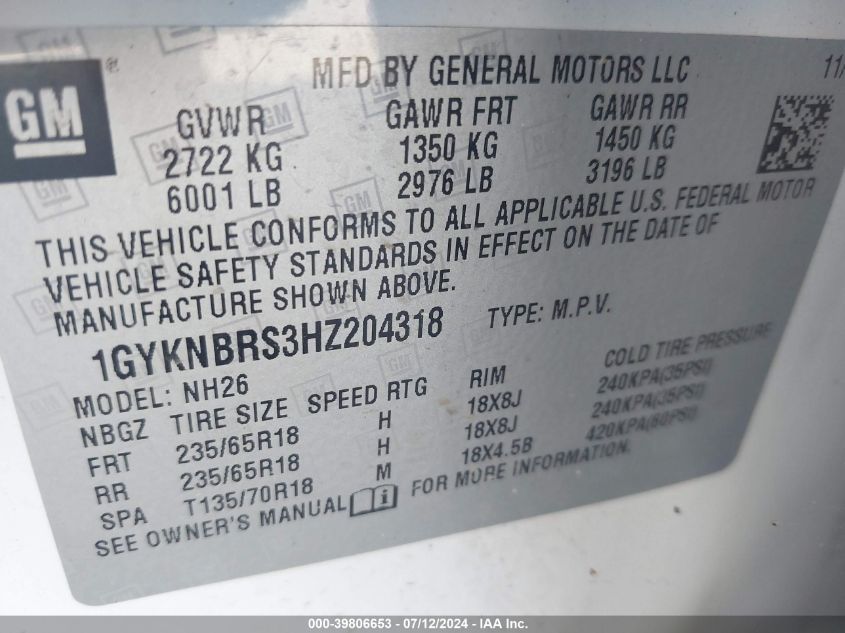 GM ® MFD BY GENERAL MOTORS LLC 11/
GVWR GAWR FRT GAWR RR
2722 KG 1350 KG 1450 KG
6001 LB 2976 LB 3196 LB
THIS VEHICLE CONFORMS TO ALL APPLICABLE U.S. FEDERAL MOTOR
VEHICLE SAFETY STANDARDS IN EFFECT ON THE DATE OF
MANUFACTURE SHOWN ABOVE.
1GYKNBRS3HZ204318 TYPE: M.P.V.
MODEL: NH26
NBGZ TIRE SIZE SPEED RTG RIM COLD TIRE PRESSURE
FRT 235/65R18 H 18X8J 240KPA(35PSI)
RR 235/65R18 H 18X8J 240KPA(35PSI)
SPA T135/70R18 M 18X4.5B 420KPA(60PSI)
SEE OWNER'S MANUAL i FOR MORE INFORMATION.
000-39806653 - 07/12/2024 - IAA Inc.